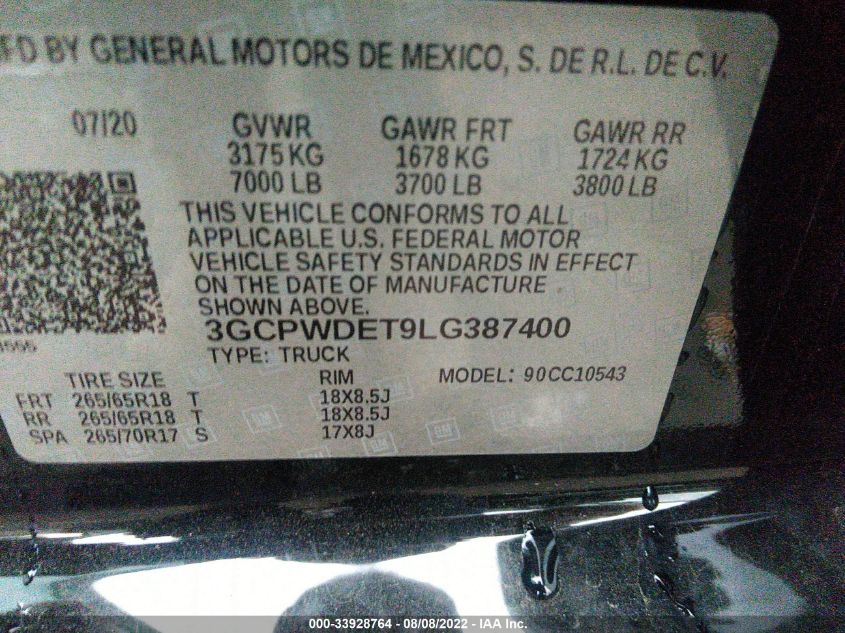 MFD BY GENERAL MOTORS DE MEXICO, S. DE R.L. DE C.V.
07/20 GVWR GAWR FRT GAWR RR
3175 KG 1678 KG 1724 KG
7000 LB 3700 LB 3800 LB
THIS VEHICLE CONFORMS TO ALL
APPLICABLE U.S. FEDERAL MOTOR
VEHICLE SAFETY STANDARDS IN EFFECT
ON THE DATE OF MANUFACTURE
SHOWN ABOVE.
3GCPWDET9LG387400
TYPE: TRUCK
TIRE SIZE RIM MODEL: 90CC10543
FRT 265/65R18 T 18X8.5J
RR 265/65R18 T 18X8.5J
SPA 265/70R17 S 17X8J
000-33928764 - 08/08/2022 - IAA Inc.